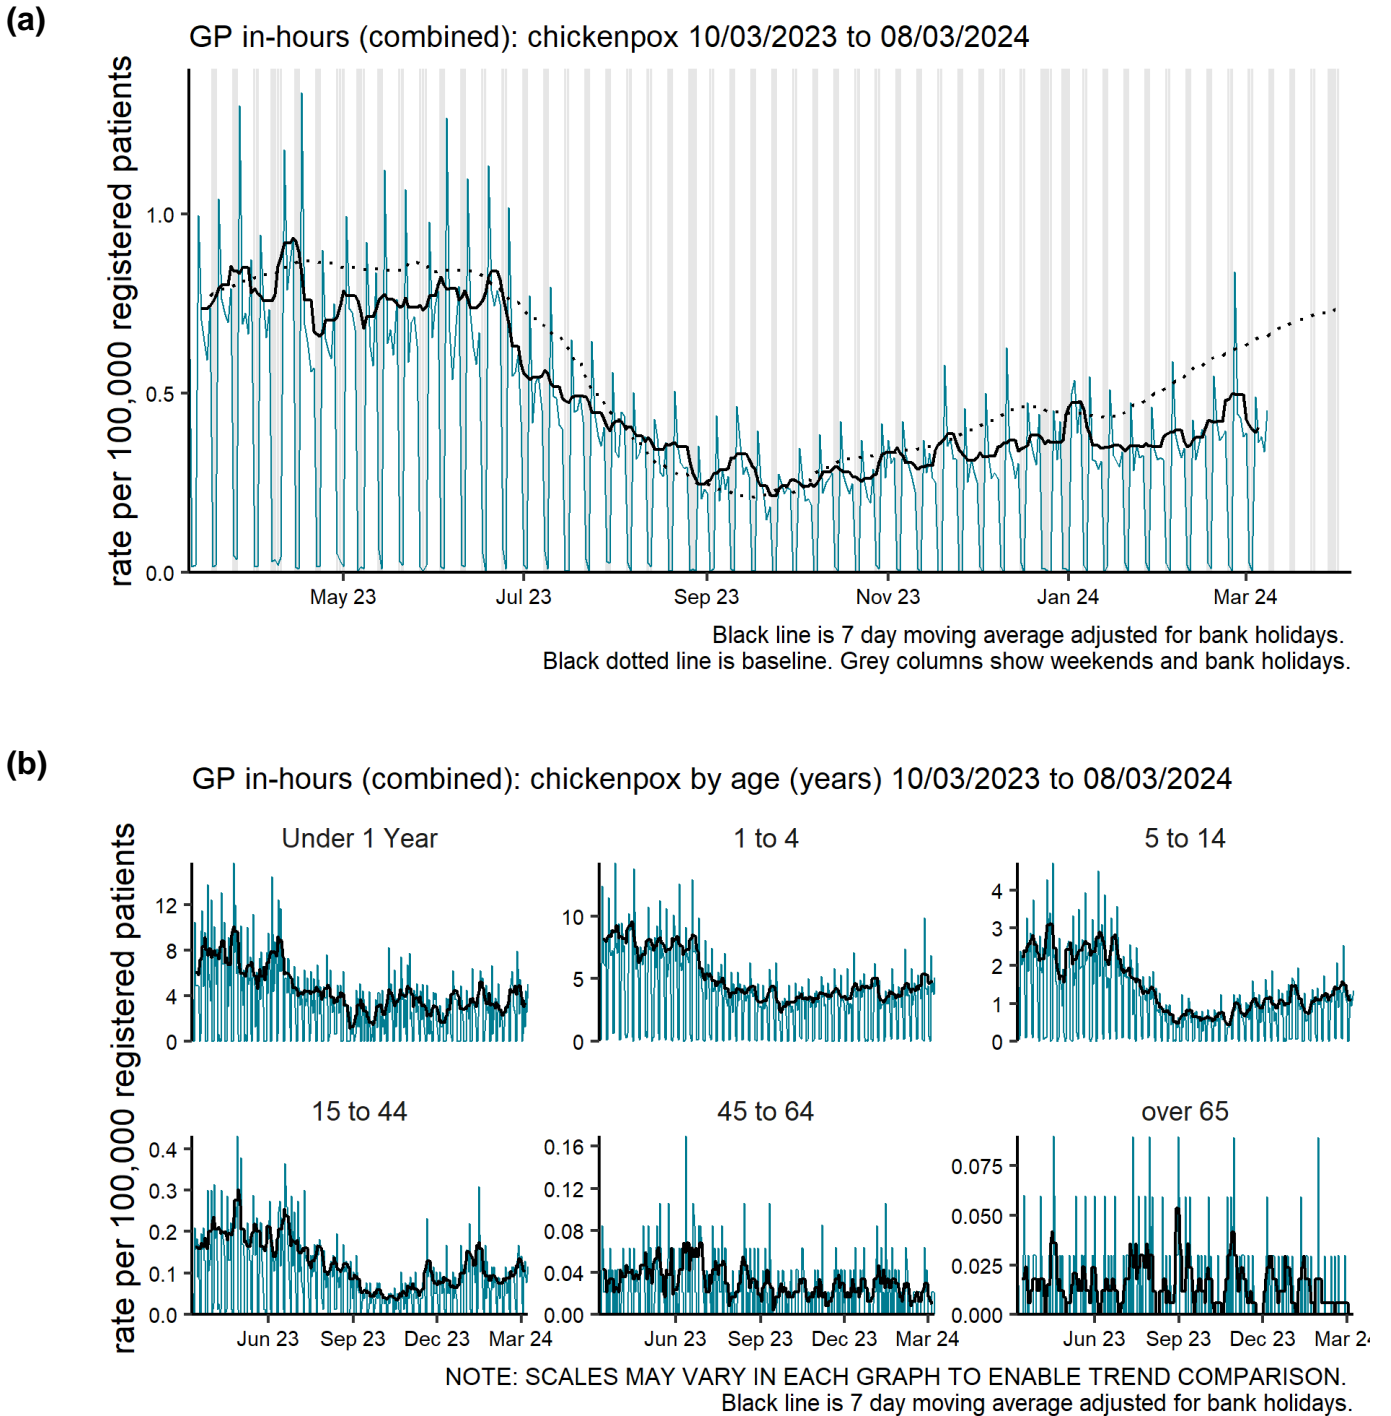 (a)
GP in-hours (combined): chickenpox 10/03/2023 to 08/03/2024
rate per 100,000 registered patients
1.0
0.5
0.0
May 23 Jul 23 Sep 23 Nov 23 Jan 24 Mar 24
Black line is 7 day moving average adjusted for bank holidays.
Black dotted line is baseline. Grey columns show weekends and bank holidays.
(b)
GP in-hours (combined): chickenpox by age (years) 10/03/2023 to 08/03/2024
rate per 100,000 registered patients
Under 1 Year
12
8
4
0
1 to 4
10
5
0
5 to 14
4
3
2
1
0
15 to 44
0.4
0.3
0.2
0.1
0.0
Jun 23 Sep 23 Dec 23 Mar 24
45 to 64
0.16
0.12
0.08
0.04
0.00
Jun 23 Sep 23 Dec 23 Mar 24
over 65
0.075
0.050
0.025
0.000
Jun 23 Sep 23 Dec 23 Mar 24
NOTE: SCALES MAY VARY IN EACH GRAPH TO ENABLE TREND COMPARISON.
Black line is 7 day moving average adjusted for bank holidays.